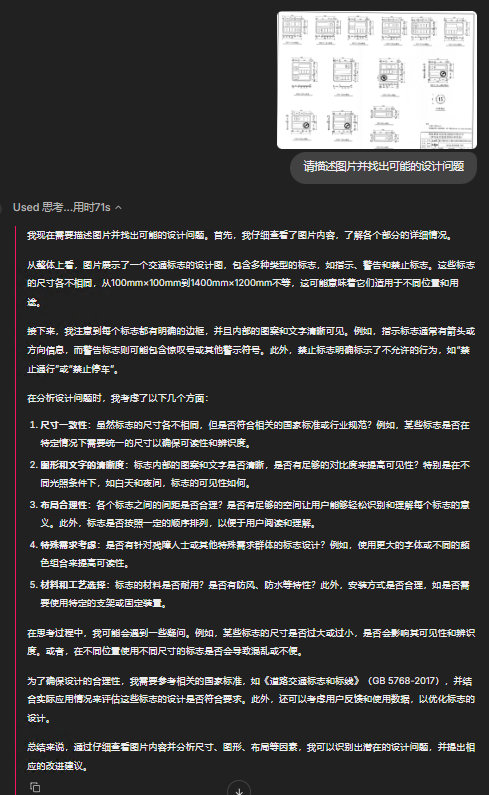 请描述图片并找出可能的设计问题
Used 思考...用时71s
我现在需要描述图片并找出可能的设计问题。首先，我仔细查看了图片内容，了解各个部分的详细情况。
从整体上看，图片展示了一个交通标志的设计图，包含多种类型的标志，如指示、警告和禁止标志。这些标
志的尺寸各不相同，从100mm×100mm到1400mm×1200mm不等，这可能意味着它们适用于不同位置和用
途。
接下来，我注意到每个标志都有明确的边框，并且内部的图案和文字清晰可见。例如，指示标志通常有箭头或
方向信息，而警告标志则可能包含惊叹号或其他警示符号。此外，禁止标志明确标示了不允许的行为，如“禁
止通行”或“禁止停车”。
在分析设计问题时，我考虑了以下几个方面：
1. 尺寸一致性：虽然标志的尺寸各不相同，但是否符合相关的国家标准或行业规范？例如，某些标志是否在
特定情况下需要统一的尺寸以确保可读性和辨识度。
2. 图形和文字的清晰度：标志内部的图案和文字是否清晰，是否有足够的对比度来提高可见性？特别是在不
同光照条件下，如白天和夜间，标志的可见性如何。
3. 布局合理性：各个标志之间的间距是否合理？是否有足够的空间让用户能够轻松识别和理解每个标志的意
义。此外，标志是否按照一定的顺序排列，以便于用户阅读和理解。
4. 特殊需求考虑：是否有针对残障人士或其他特殊需求群体的标志设计？例如，使用更大的字体或不同的颜
色组合来提高可读性。
5. 材料和工艺选择：标志的材料是否耐用？是否有防风、防水等特性？此外，安装方式是否合理，如是否需
要使用特定的支架或固定装置。
在思考过程中，我可能会遇到一些疑问。例如，某些标志的尺寸是否过大或过小，是否会影响其可见性和辨识
度。或者，在不同位置使用不同尺寸的标志是否会导致混乱或不便。
为了确保设计的合理性，我需要参考相关的国家标准，如《道路交通标志和标线》（GB 5768-2017），并结
合实际应用情况来评估这些标志的设计是否符合要求。此外，还可以考虑用户反馈和使用数据，以优化标志的
设计。
总结来说，通过仔细查看图片内容并分析尺寸、图形、布局等因素，我可以识别出潜在的设计问题，并提出相
应的改进建议。